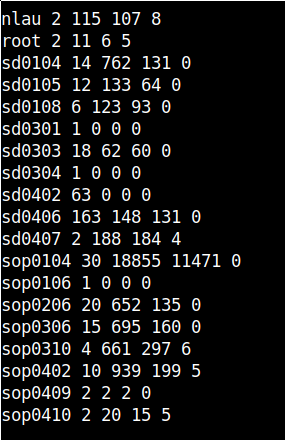 nlau 2 115 107 8
root 2 11 6 5
sd0104 14 762 131 0
sd0105 12 133 64 0
sd0108 6 123 93 0
sd0301 1 0 0 0
sd0303 18 62 60 0
sd0304 1 0 0 0
sd0402 63 0 0 0
sd0406 163 148 131 0
sd0407 2 188 184 4
sop0104 30 18855 11471 0
sop0106 1 0 0 0
sop0206 20 652 135 0
sop0306 15 695 160 0
sop0310 4 661 297 6
sop0402 10 939 199 5
sop0409 2 2 2 0
sop0410 2 20 15 5